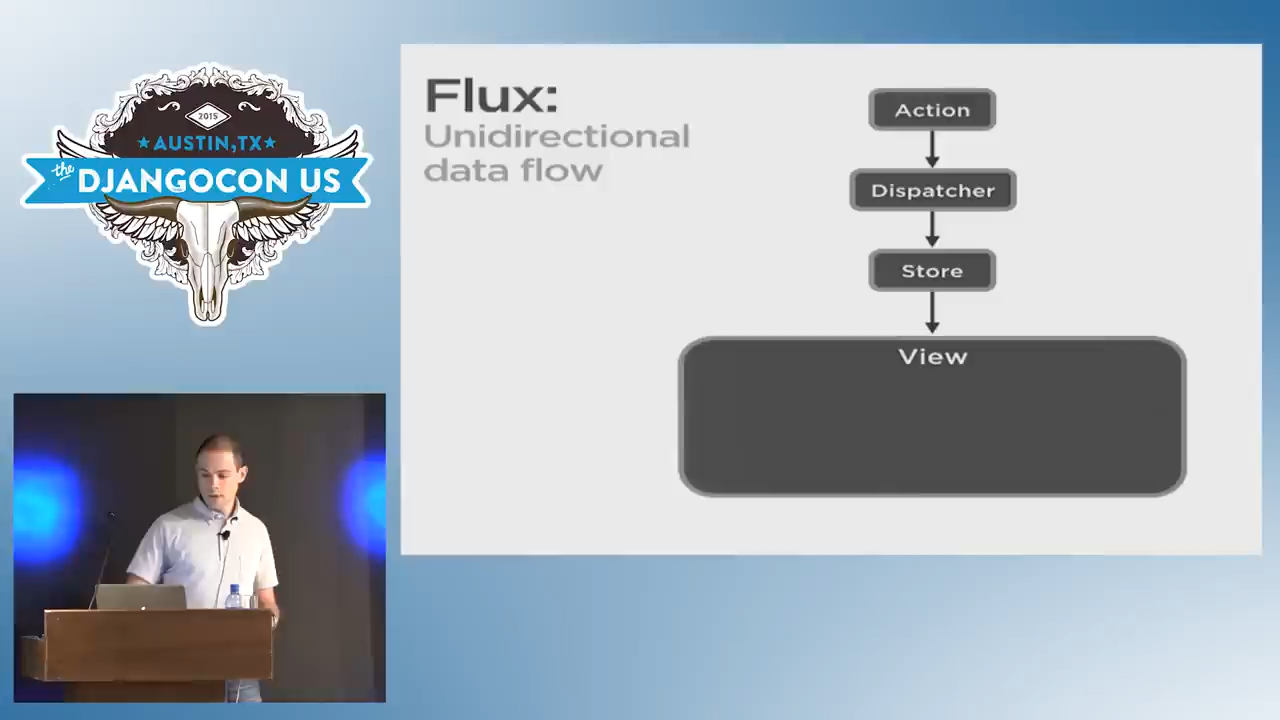 2015
★AUSTIN,TX★
the DJANGOCON US
Flux:
Unidirectional
data flow
Action
Dispatcher
Store
View